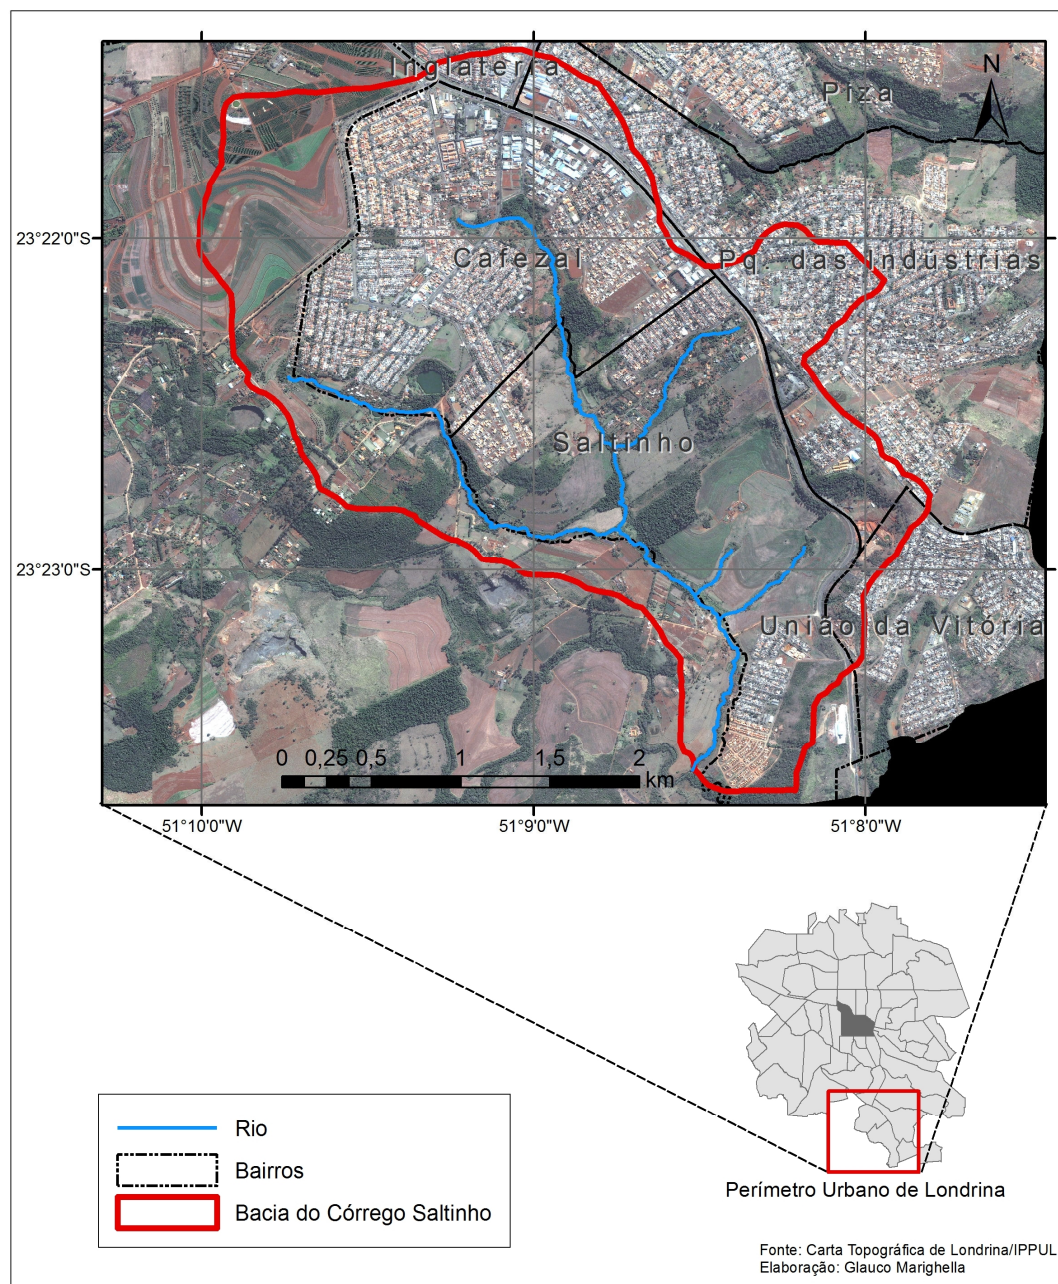 Inglaterra
Piza
N
23°22'0"S
Cafezal
Pq. das Indústrias
Saltinho
23°23'0"S
União da Vitória
0 0,25 0,5 1 1,5 2
km
51°10'0"W 51°9'0"W 51°8'0"W
Rio
Bairros
Bacia do Córrego Saltinho
Perímetro Urbano de Londrina
Fonte: Carta Topográfica de Londrina/IPPUL
Elaboração: Glauco Marighella